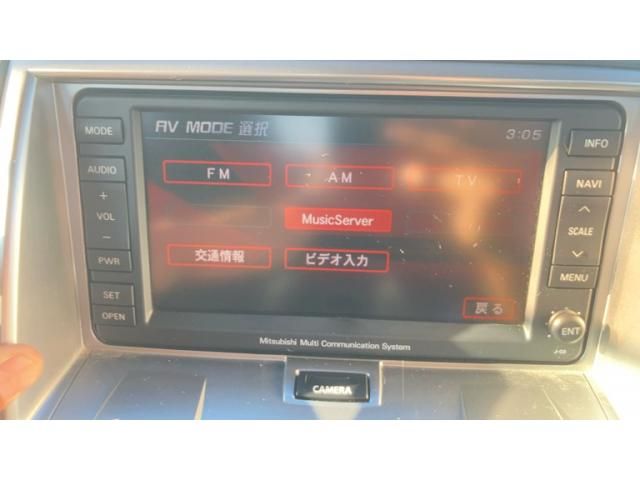 AV MODE 選択
3:05
FM
AM
TV
MusicServer
交通情報
ビデオ入力
戻る
MODE
AUDIO
+
VOL
−
PWR
SET
OPEN
INFO
NAVI
SCALE
MENU
ENT
J-03
Mitsubishi Multi Communication System
CAMERA